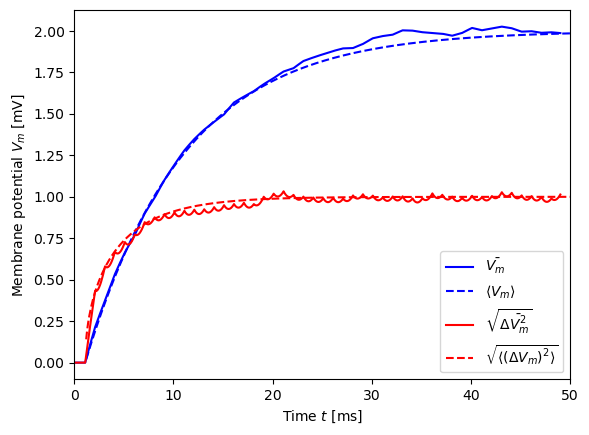 2.00
1.75
1.50
1.25
1.00
0.75
0.50
0.25
0.00
Membrane potential $V_m$ [mV]
0 10 20 30 40 50
Time $t$ [ms]
$\bar{V_m}$
$\langle V_m \rangle$
$\sqrt{\Delta \bar{V_m^2}}$
$\sqrt{\langle (\Delta V_m)^2 \rangle}$